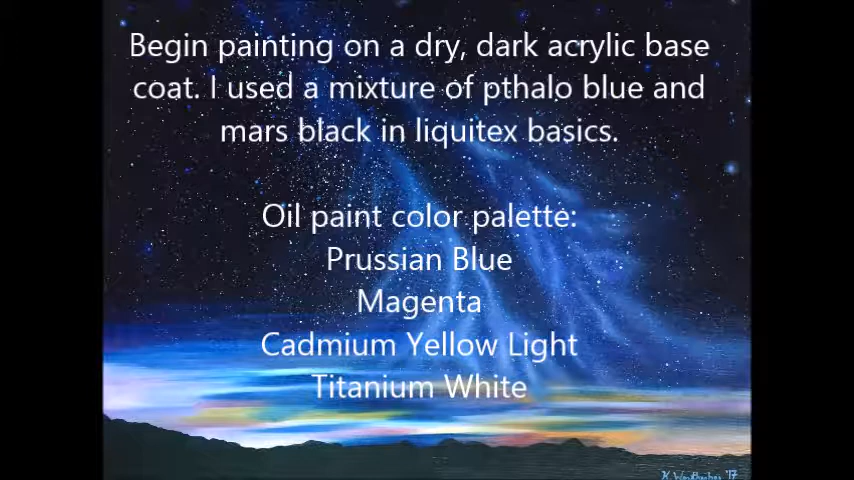 Begin painting on a dry, dark acrylic base
coat. I used a mixture of pthalo blue and
mars black in liquitex basics.
Oil paint color palette:
Prussian Blue
Magenta
Cadmium Yellow Light
Titanium White